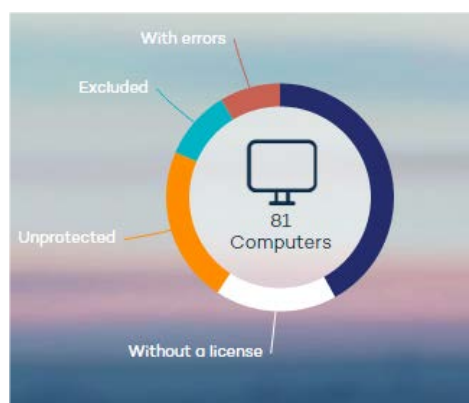 With errors
Excluded
81
Computers
Unprotected
Without a license